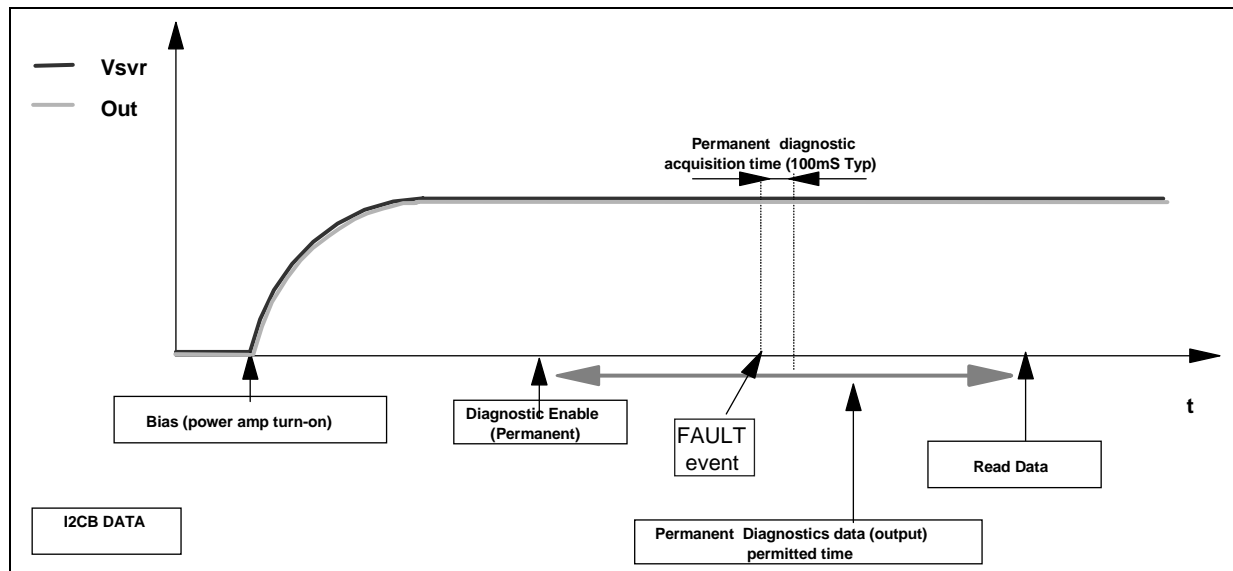 Vsvr
Out
Permanent diagnostic
acquisition time (100mS Typ)
t
Bias (power amp turn-on)
Diagnostic Enable
(Permanent)
FAULT
event
Read Data
I2CB DATA
Permanent Diagnostics data (output)
permitted time